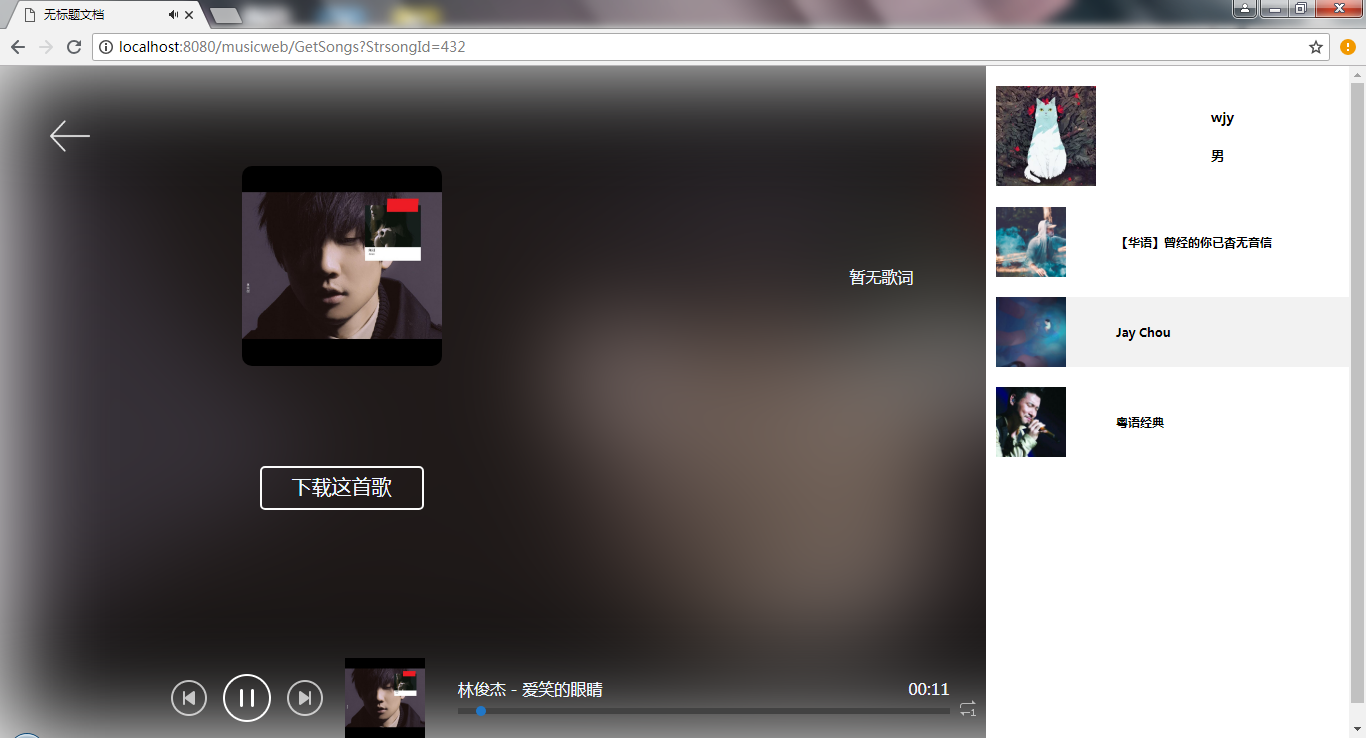 无标题文档
localhost:8080/musicweb/GetSongs?StrsongId=432
wjy
男
【华语】曾经的你已杳无音信
暂无歌词
Jay Chou
粤语经典
下载这首歌
林俊杰 - 爱笑的眼睛
00:11
1